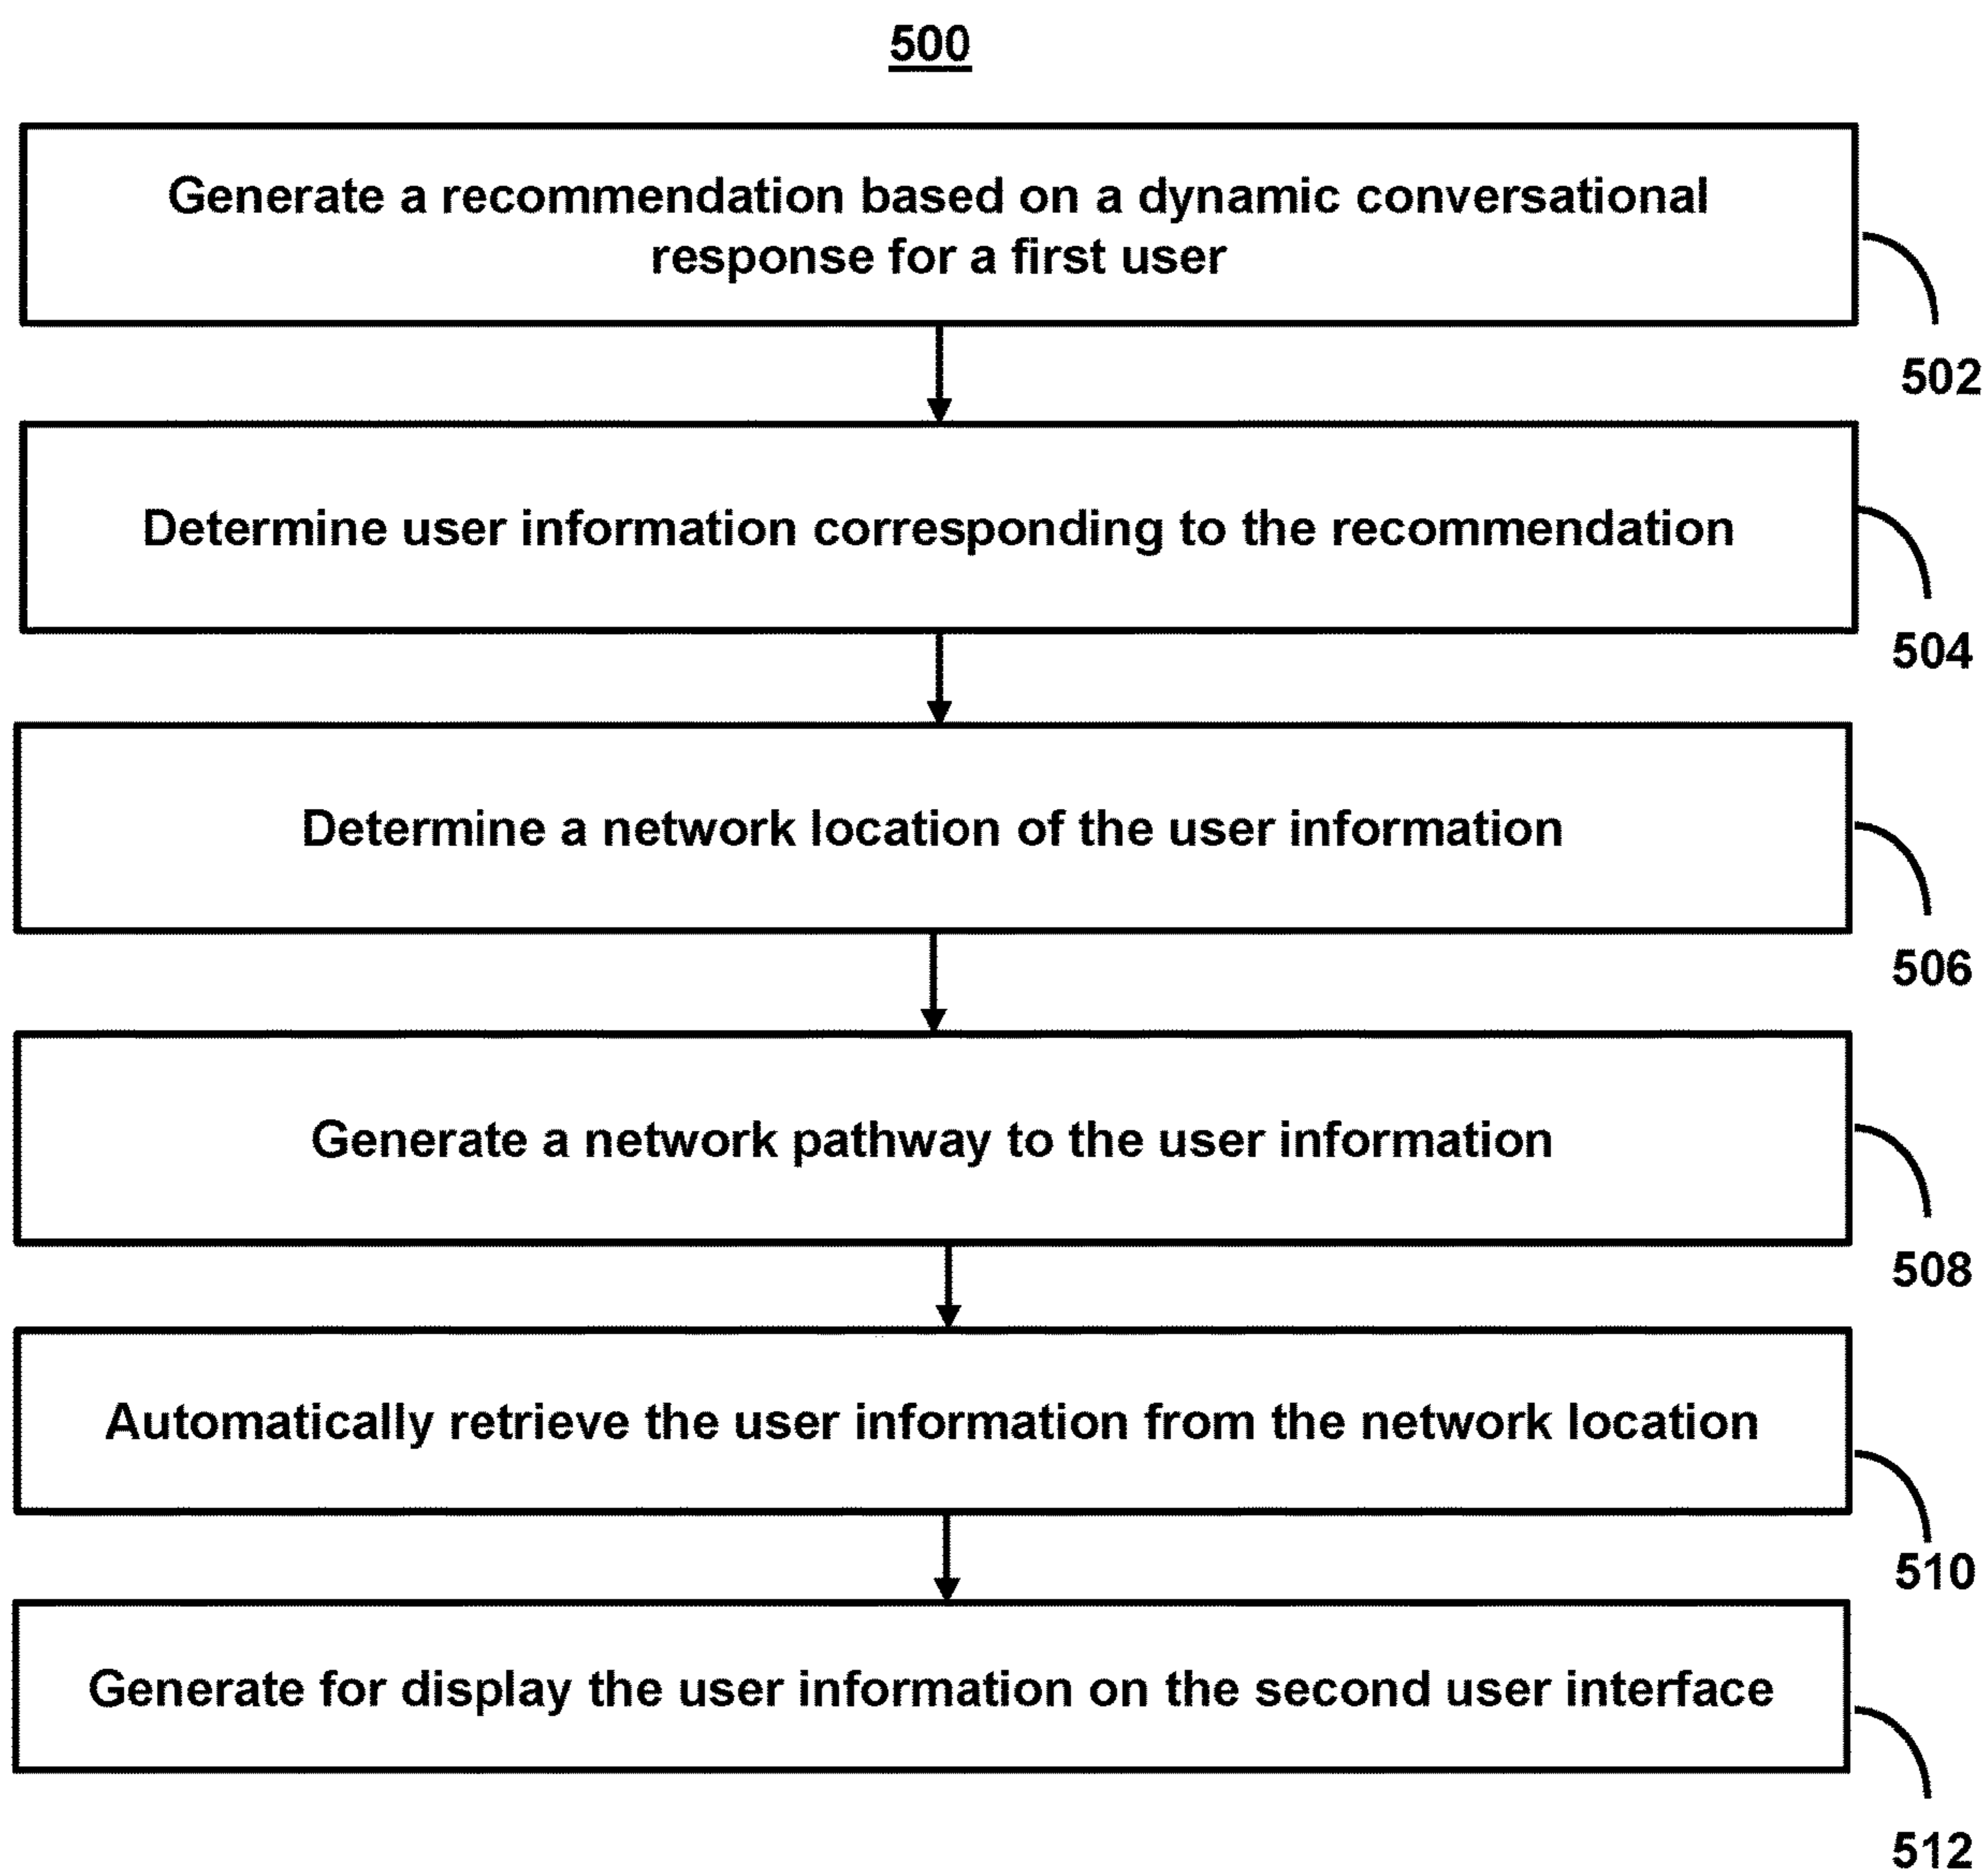 500
Generate a recommendation based on a dynamic conversational
response for a first user
502
Determine user information corresponding to the recommendation
504
Determine a network location of the user information
506
Generate a network pathway to the user information
508
Automatically retrieve the user information from the network location
510
Generate for display the user information on the second user interface
512